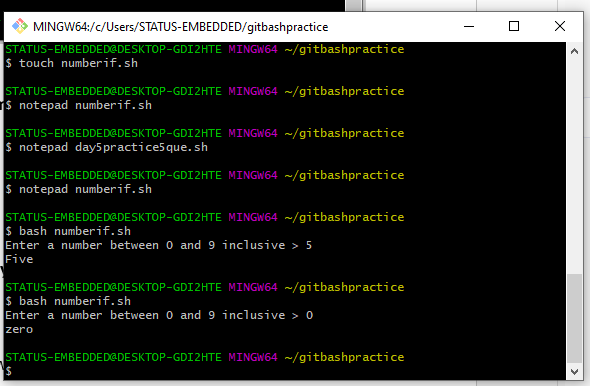 MINGW64:/c/Users/STATUS-EMBEDDED/gitbashpractice
STATUS-EMBEDDED@DESKTOP-GDI2HTE MINGW64 ~/gitbashpractice
$ touch numberif.sh
STATUS-EMBEDDED@DESKTOP-GDI2HTE MINGW64 ~/gitbashpractice
$ notepad numberif.sh
STATUS-EMBEDDED@DESKTOP-GDI2HTE MINGW64 ~/gitbashpractice
$ notepad day5practice5que.sh
STATUS-EMBEDDED@DESKTOP-GDI2HTE MINGW64 ~/gitbashpractice
$ notepad numberif.sh
STATUS-EMBEDDED@DESKTOP-GDI2HTE MINGW64 ~/gitbashpractice
$ bash numberif.sh
Enter a number between 0 and 9 inclusive > 5
Five
STATUS-EMBEDDED@DESKTOP-GDI2HTE MINGW64 ~/gitbashpractice
$ bash numberif.sh
Enter a number between 0 and 9 inclusive > 0
zero
STATUS-EMBEDDED@DESKTOP-GDI2HTE MINGW64 ~/gitbashpractice
$